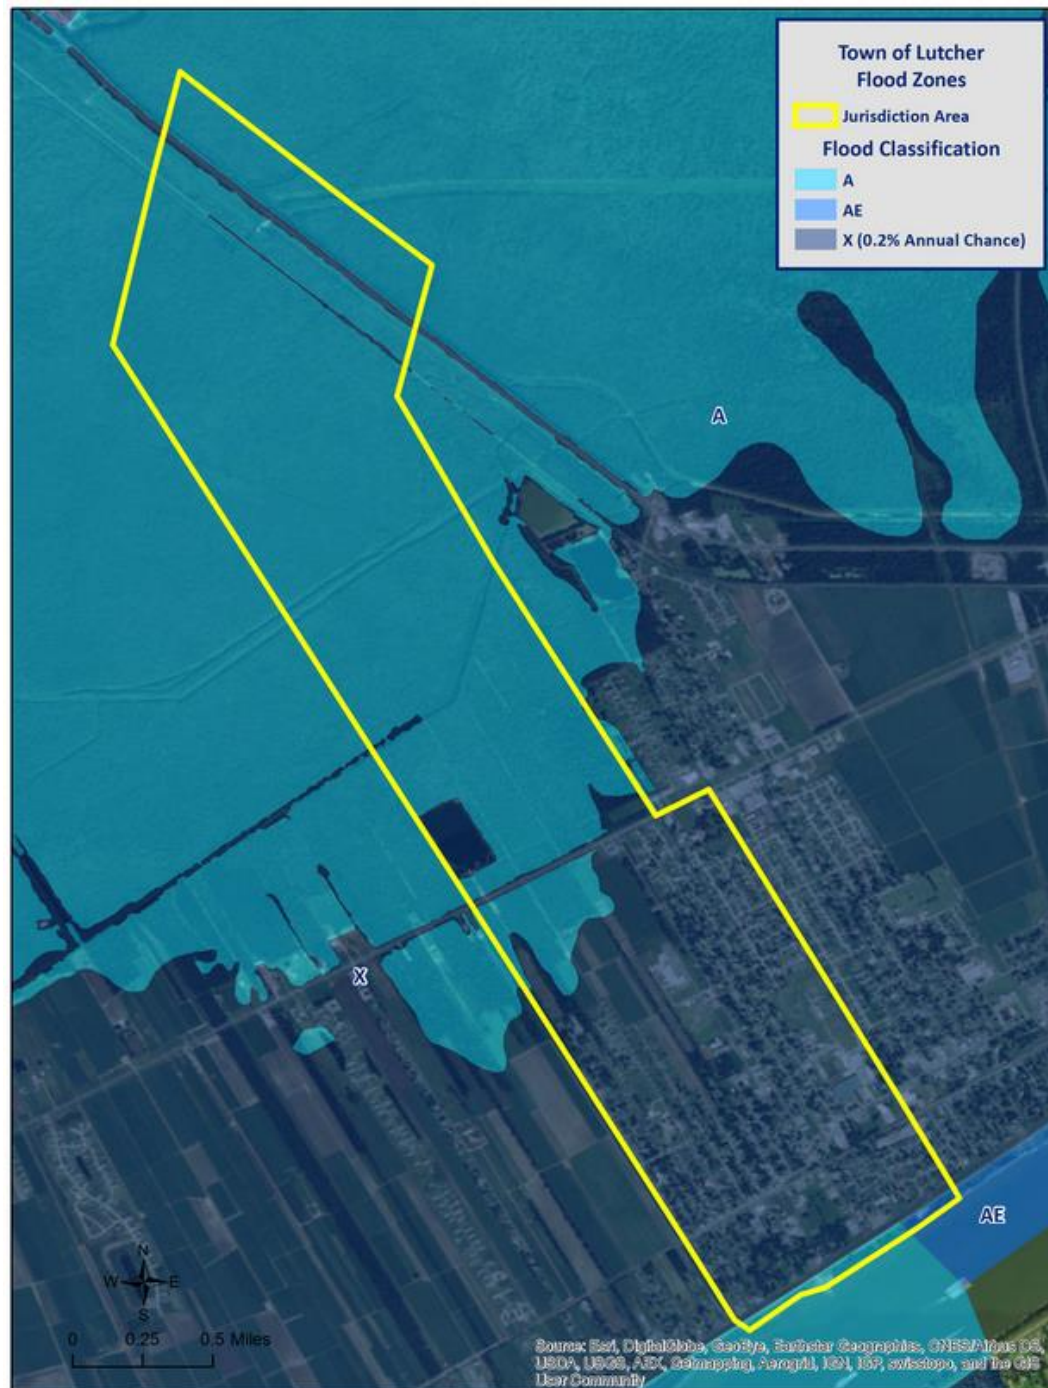 Town of Lutcher
Flood Zones
Jurisdiction Area
Flood Classification
A
AE
X (0.2% Annual Chance)
A
X
AE
N
W
E
S
0
0.25
0.5 Miles
Source: Esri, DigitalGlobe, GeoEye, Earthstar Geographics, CNES/Airbus DS,
USDA, USGS, AEX, Getmapping, Aerogrid, IGN, IGP, swisstopo, and the GIS
User Community